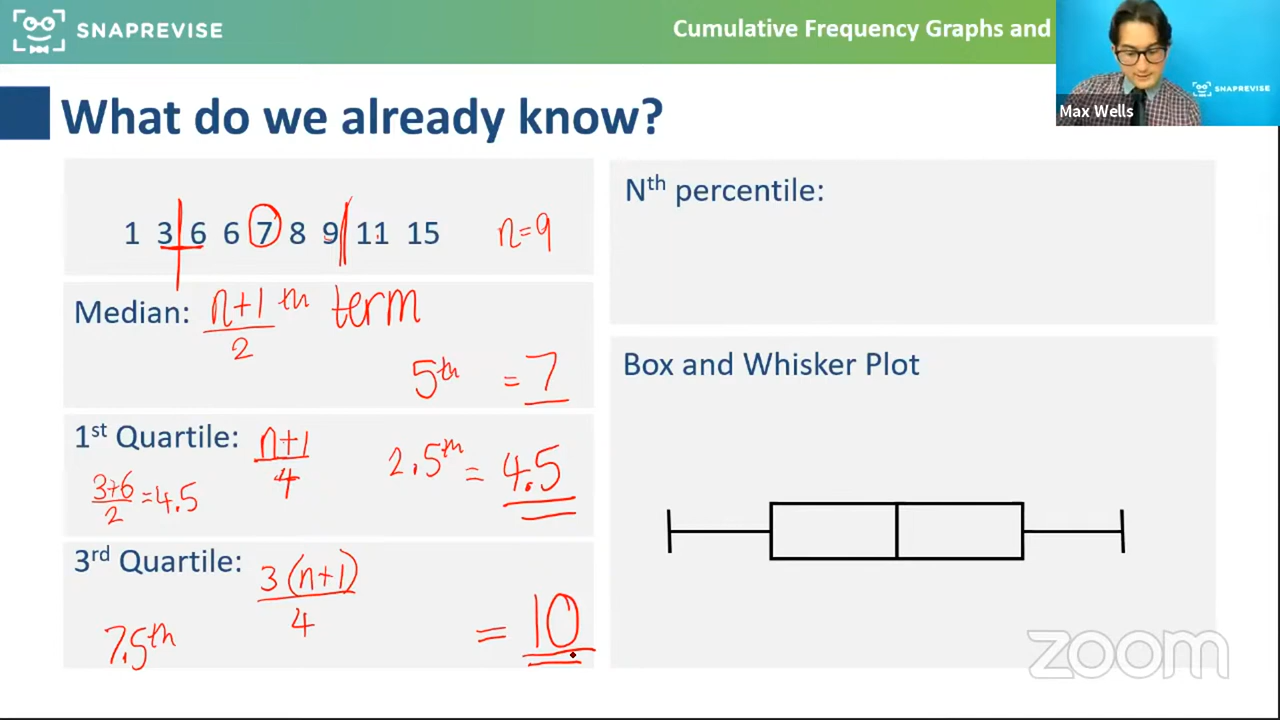 SNAPREVISE
Cumulative Frequency Graphs and
SNAPREVISE
Max Wells
What do we already know?
1 3 6 6 7 8 9 11 15 n=9
Median: n+1/2 th term
5th = 7
1st Quartile: n+1/4 2.5th = 4.5
3+6/2 = 4.5
3rd Quartile: 3(n+1)/4
7.5th = 10
Nth percentile:
Box and Whisker Plot
zoom